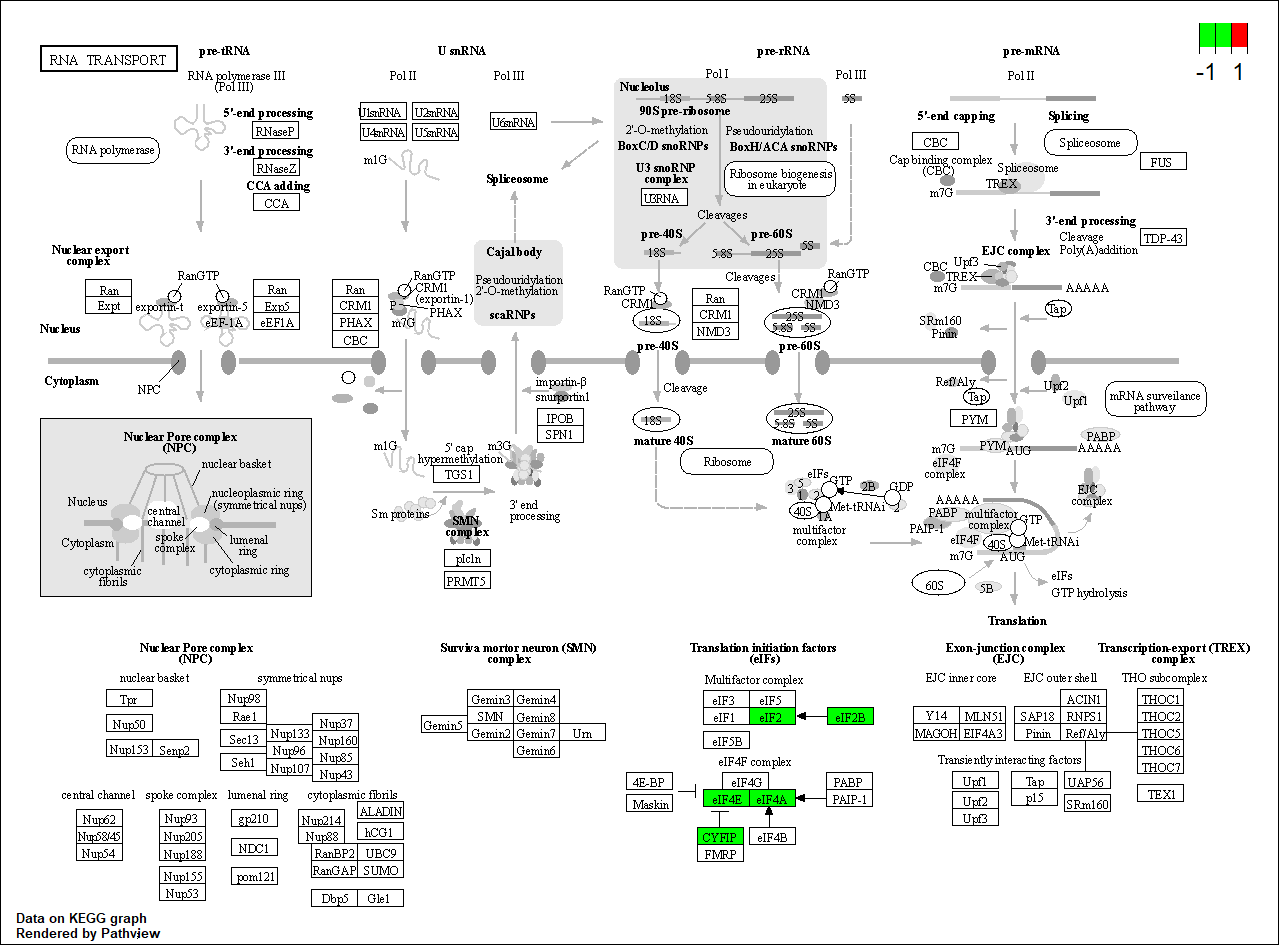 RNA TRANSPORT
-1 1
pre-tRNA
RNA polymerase III
(Pol III)
5'-end processing
RNaseP
3'-end processing
RNaseZ
CCA adding
CCA
RNA polymerase
Nuclear export
complex
Ran
Expt
RanGTP
exportin-t
exportin-5
eEF-1A
Ran
Exp5
eEF1A
Nucleus
Cytoplasm
NPC
U snRNA
Pol II
Pol III
U1snRNA
U2snRNA
U4snRNA
U5snRNA
U6snRNA
m1G
Spliceosome
Cajal body
Pseudouridylation
2'-O-methylation
scaRNPs
Ran
CRM1
PHAX
CBC
RanGTP
CRM1
(exportin-1)
P
PHAX
m7G
importin-β
snurportin1
IPOB
SPN1
m1G
5' cap
hypermethylation
TGS1
m3G
Sm proteins
3' end
processing
SMN
complex
pIcln
PRMT5
pre-rRNA
Pol I
Pol III
Nucleolus
18S
5.8S
25S
5S
90S pre-ribosome
2'-O-methylation
Pseudouridylation
BoxC/D snoRNPs
BoxH/ACA snoRNPs
U3 snoRNP
complex
U3RNA
Ribosome biogenesis
in eukaryote
Cleavages
pre-40S
pre-60S
18S
5.8S
25S
5S
Cleavages
RanGTP
CRM1
18S
Ran
CRM1
NMD3
RanGTP
CRM1
NMD3
25S
5.8S
5S
pre-40S
pre-60S
Cleavage
18S
25S
5.8S
5S
mature 40S
mature 60S
Ribosome
eIFs
GTP
3
5
1
2
2B
GDP
40S
Met-tRNAi
1A
multifactor
complex
pre-mRNA
Pol II
5'-end capping
Splicing
CBC
Spliceosome
Cap binding complex
(CBC)
Spliceosome
TREX
m7G
FUS
3'-end processing
Cleavage
Poly(A)addition
TDP-43
EJC complex
CBC
Upf3
TREX
m7G
AAAAA
Tap
SRm160
Pinin
Ref/Aly
Tap
Upf2
Upf1
mRNA surveilance
pathway
PYM
m7G
PYM
AUG
PABP
AAAAA
eIF4F
complex
EJC
complex
AAAAA
PABP
PAIP-1
multifactor
complex
GTP
eIF4F
40S
Met-tRNAi
m7G
AUG
60S
5B
eIFs
GTP hydrolysis
Translation
Nuclear Pore complex
(NPC)
nuclear basket
Nucleus
nucleoplasmic ring
(symmetrical nups)
central
channel
spoke
complex
Cytoplasm
lumenal
ring
cytoplasmic
fibrils
cytoplasmic ring
Nuclear Pore complex
(NPC)
nuclear basket
symmetrical nups
Tpr
Nup50
Nup153
Senp2
Nup98
Rae1
Sec13
Seh1
Nup133
Nup96
Nup107
Nup37
Nup160
Nup85
Nup43
central channel
spoke complex
lumenal ring
cytoplasmic fibrils
Nup62
Nup58/45
Nup54
Nup93
Nup205
Nup188
Nup155
Nup53
gp210
NDC1
pom121
Nup214
Nup88
ALADIN
hCG1
RanBP2
UBC9
RanGAP
SUMO
Dbp5
Gle1
Surviva mortor neuron (SMN)
complex
Gemin5
Gemin3
Gemin4
SMN
Gemin8
Gemin2
Gemin7
Gemin6
Urn
Translation initiation factors
(eIFs)
Multifactor complex
eIF3
eIF5
eIF1
eIF2
eIF2B
eIF5B
eIF4F complex
4E-BP
Maskin
eIF4G
eIF4E
eIF4A
PABP
PAIP-1
CYFIP
FMRP
eIF4B
Exon-junction complex
(EJC)
EJC inner core
EJC outer shell
Y14
MLN51
MAGOH
EIF4A3
ACIN1
SAP18
RNPS1
Pinin
Ref/Aly
Transiently interacting factors
Upf1
Upf2
Upf3
Tap
p15
UAP56
SRm160
Transcription-export (TREX)
complex
THO subcomplex
THOC1
THOC2
THOC5
THOC6
THOC7
TEX1
Data on KEGG graph
Rendered by Pathview